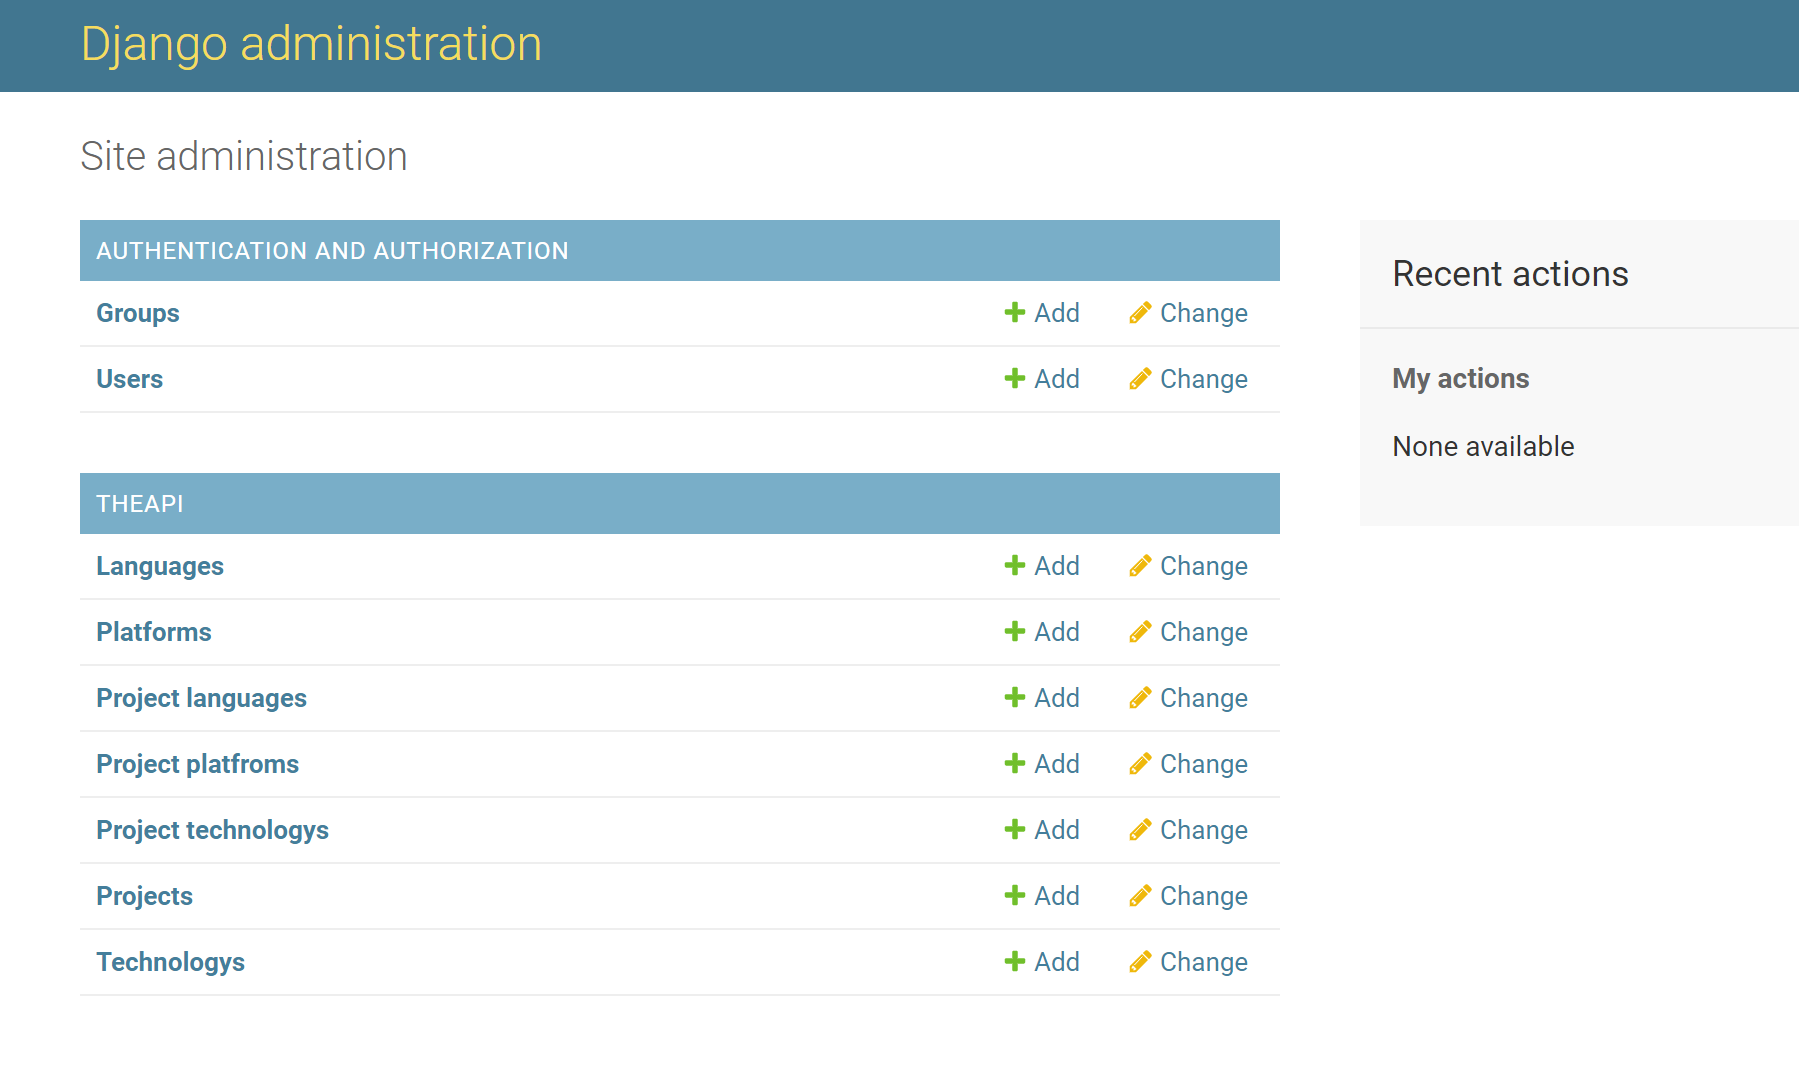 Django administration
Site administration
AUTHENTICATION AND AUTHORIZATION
Groups Add Change
Users Add Change
THEAPI
Languages Add Change
Platforms Add Change
Project languages Add Change
Project platfroms Add Change
Project technologys Add Change
Projects Add Change
Technologys Add Change
Recent actions
My actions
None available